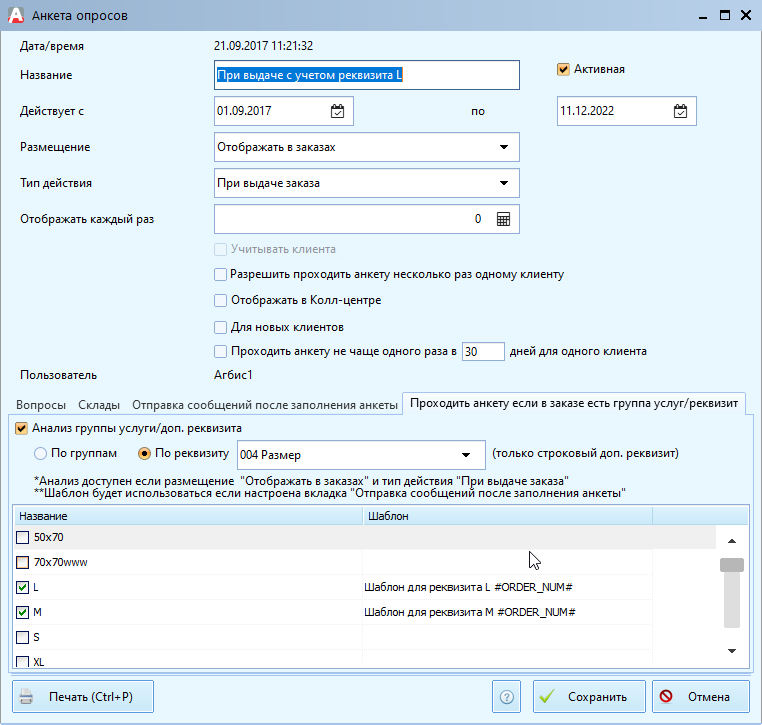 Анкета опросов
Дата/время 21.09.2017 11:21:32
Название При выдаче с учетом реквизита L Активная
Действует с 01.09.2017 по 11.12.2022
Размещение Отображать в заказах
Тип действия При выдаче заказа
Отображать каждый раз 0
Учитывать клиента
Разрешить проходить анкету несколько раз одному клиенту
Отображать в Колл-центре
Для новых клиентов
Проходить анкету не чаще одного раза в 30 дней для одного клиента
Пользователь Агбис1
Вопросы Склады Отправка сообщений после заполнения анкеты Проходить анкету если в заказе есть группа услуг/реквизит
Анализ группы услуги/доп. реквизита
По группам По реквизиту 004 Размер (только строковый доп. реквизит)
*Анализ доступен если размещение "Отображать в заказах" и тип действия "При выдаче заказа"
**Шаблон будет использоваться если настроена вкладка "Отправка сообщений после заполнения анкеты"
Название Шаблон
50x70
70x70www
L Шаблон для реквизита L #ORDER_NUM#
M Шаблон для реквизита M #ORDER_NUM#
S
XL
Печать (Ctrl+P) ? Сохранить Отмена